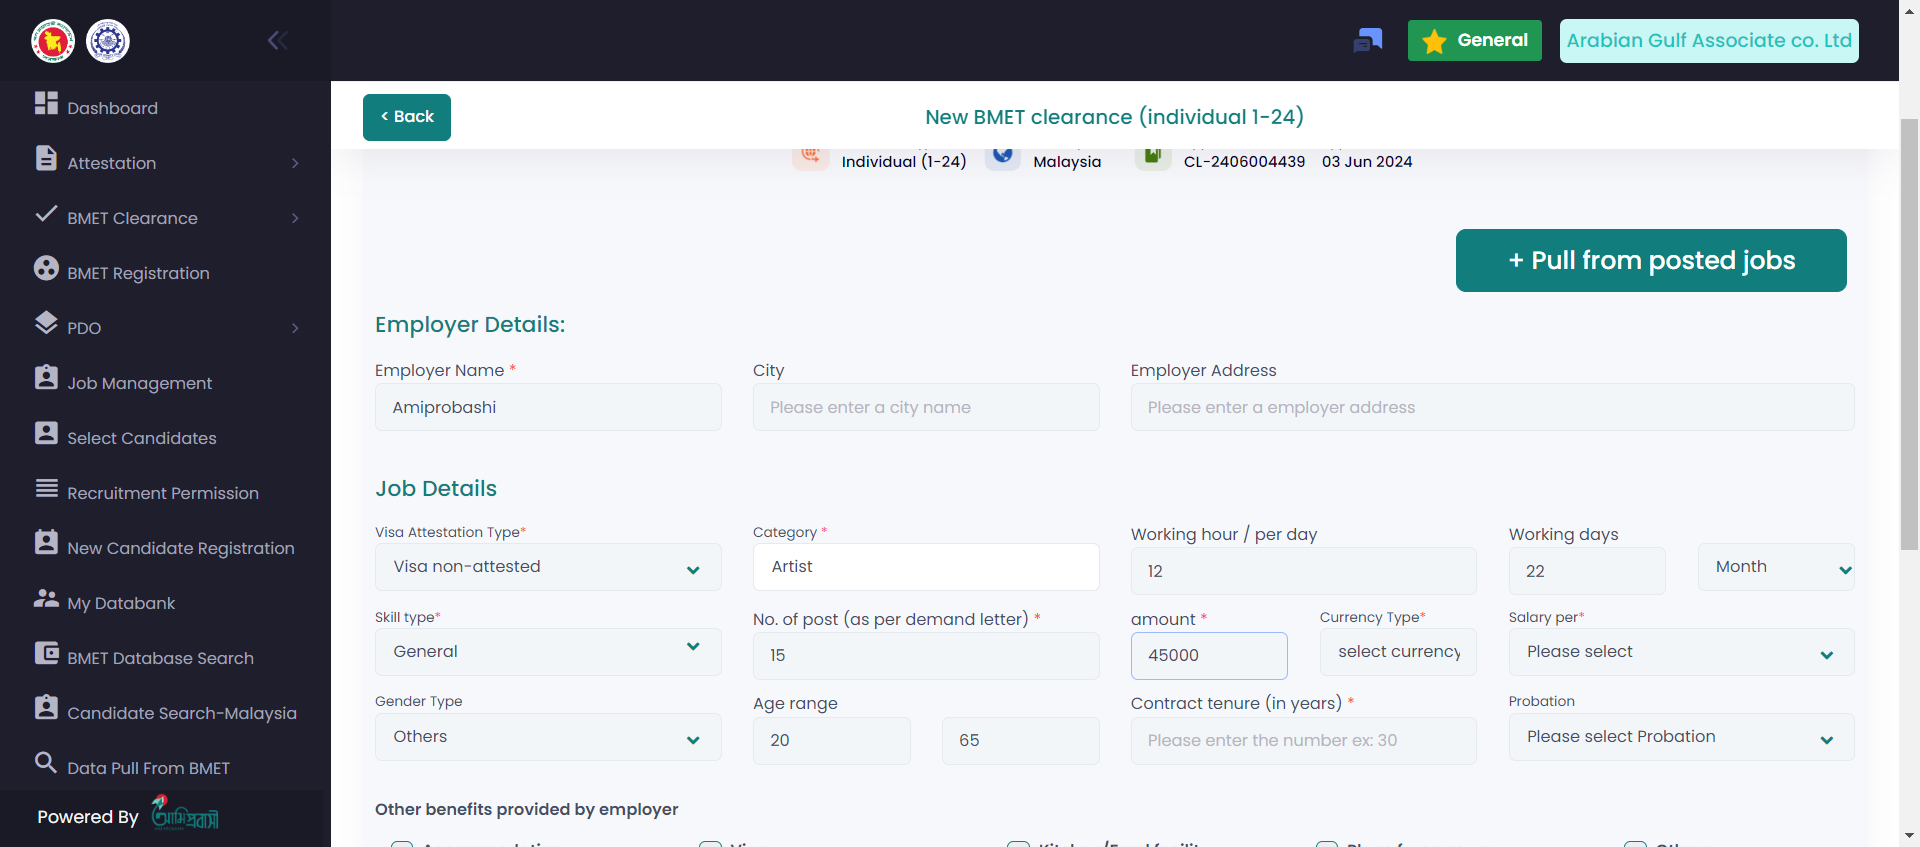 General
Arabian Gulf Associate co. Ltd
< Back
New BMET clearance (individual 1-24)
Individual (1-24)
Malaysia
CL-2406004439
03 Jun 2024
Dashboard
Attestation
BMET Clearance
BMET Registration
PDO
Job Management
Select Candidates
Recruitment Permission
New Candidate Registration
My Databank
BMET Database Search
Candidate Search-Malaysia
Data Pull From BMET
Powered By
আমি প্রবাসী
+ Pull from posted jobs
Employer Details:
Employer Name *
City
Employer Address
Amiprobashi
Please enter a city name
Please enter a employer address
Job Details
Visa Attestation Type*
Category *
Working hour / per day
Working days
Visa non-attested
Artist
12
22
Month
Skill type*
No. of post (as per demand letter) *
amount *
Currency Type*
Salary per*
General
15
45000
select currency
Please select
Gender Type
Age range
Contract tenure (in years) *
Probation
Others
20
65
Please enter the number ex: 30
Please select Probation
Other benefits provided by employer